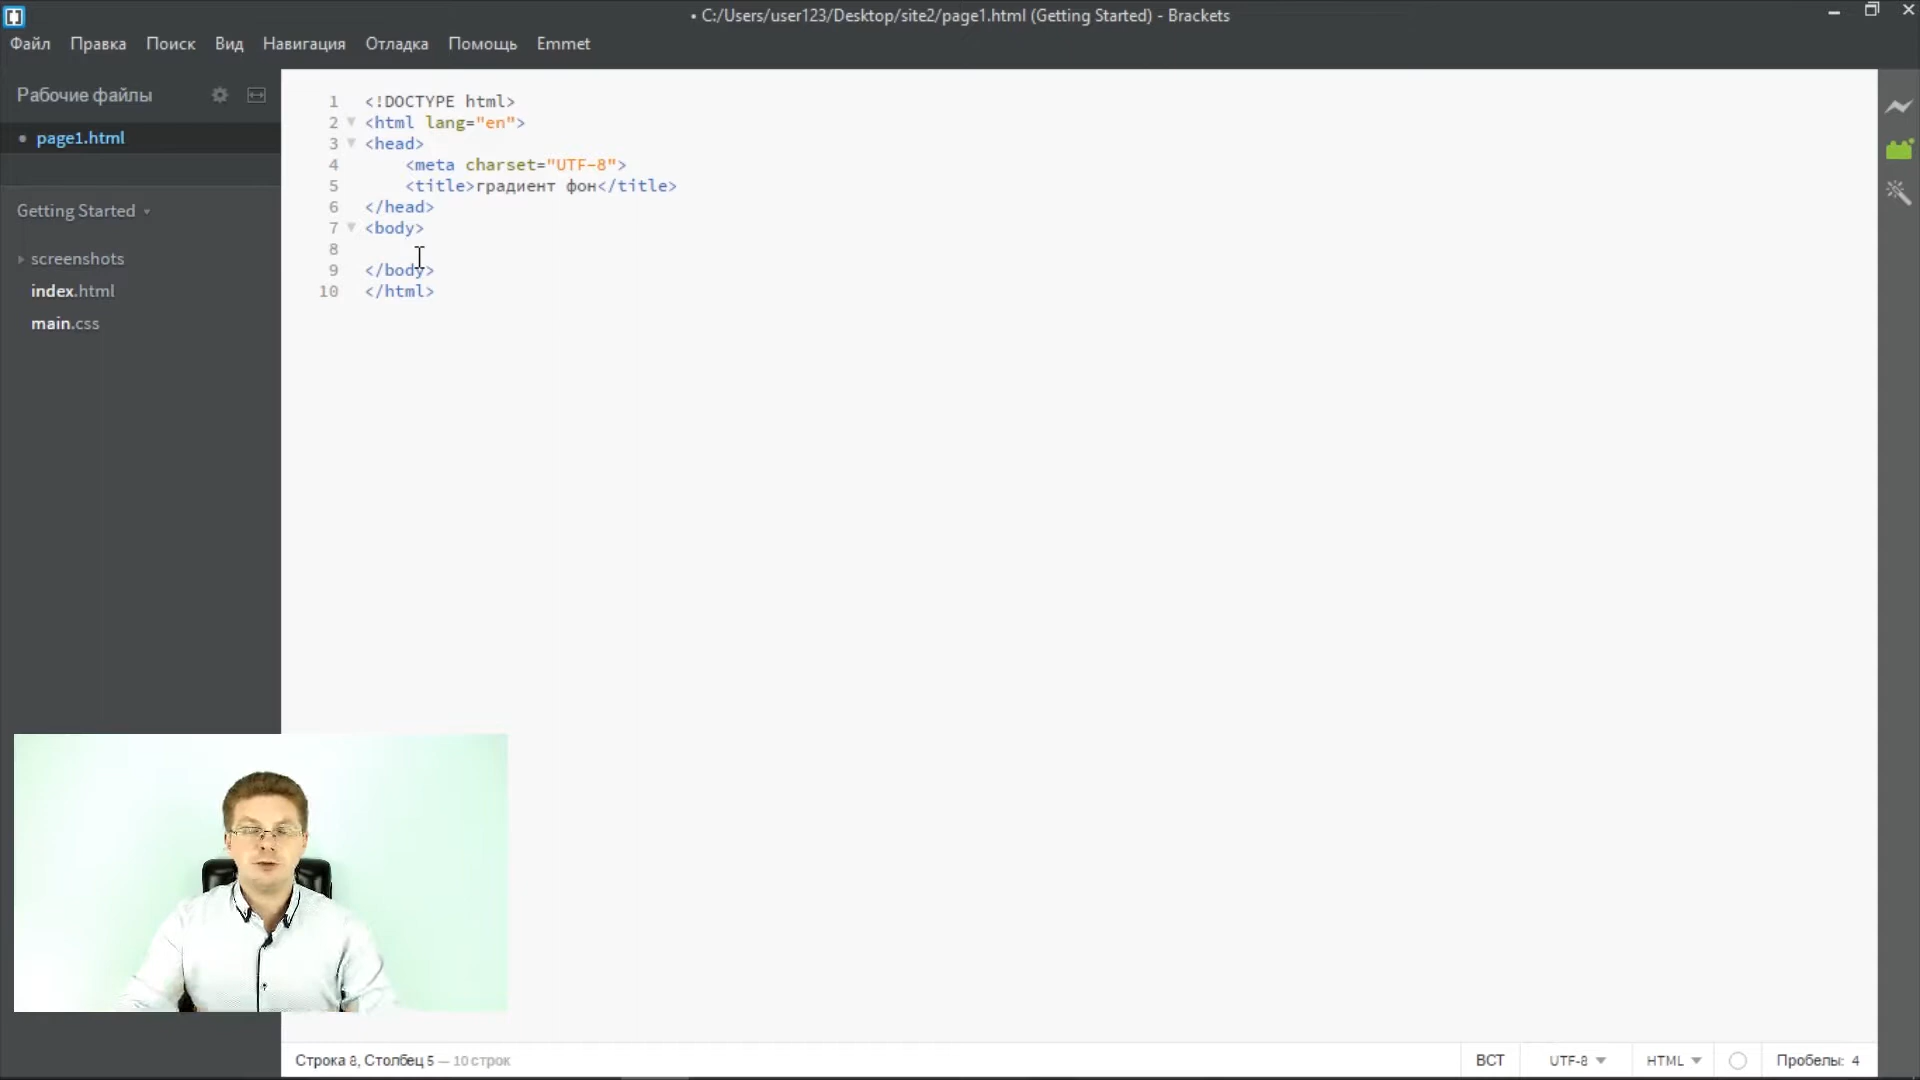 • C:/Users/user123/Desktop/site2/page1.html (Getting Started) - Brackets
Файл Правка Поиск Вид Навигация Отладка Помощь Emmet
Рабочие файлы
• page1.html
Getting Started
screenshots
index.html
main.css
1 <!DOCTYPE html>
2 <html lang="en">
3 <head>
4 <meta charset="UTF-8">
5 <title>градиент фон</title>
6 </head>
7 <body>
8
9 </body>
10 </html>
Строка 8, Столбец 5 — 10 строк
ВСТ UTF-8 HTML Пробелы: 4